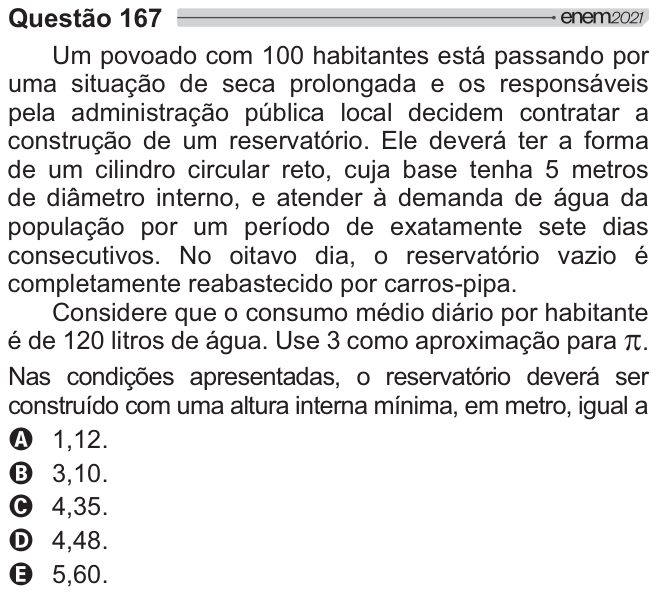 Questão 167 enem2021
Um povoado com 100 habitantes está passando por
uma situação de seca prolongada e os responsáveis
pela administração pública local decidem contratar a
construção de um reservatório. Ele deverá ter a forma
de um cilindro circular reto, cuja base tenha 5 metros
de diâmetro interno, e atender à demanda de água da
população por um período de exatamente sete dias
consecutivos. No oitavo dia, o reservatório vazio é
completamente reabastecido por carros-pipa.
Considere que o consumo médio diário por habitante
é de 120 litros de água. Use 3 como aproximação para π.
Nas condições apresentadas, o reservatório deverá ser
construído com uma altura interna mínima, em metro, igual a
A 1,12.
B 3,10.
C 4,35.
D 4,48.
E 5,60.